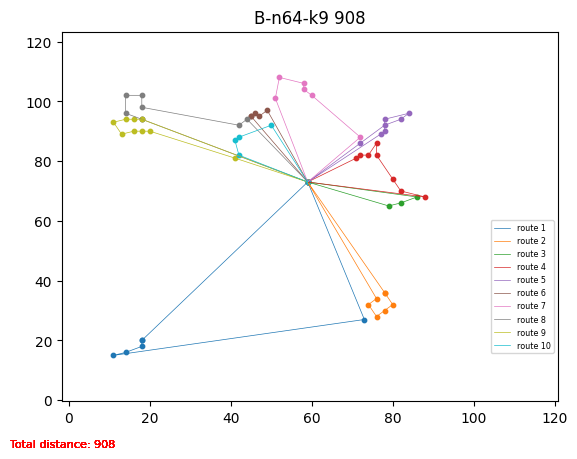 B-n64-k9 908
120
100
80
60
40
20
0
0 20 40 60 80 100 120
route 1
route 2
route 3
route 4
route 5
route 6
route 7
route 8
route 9
route 10
Total distance: 908